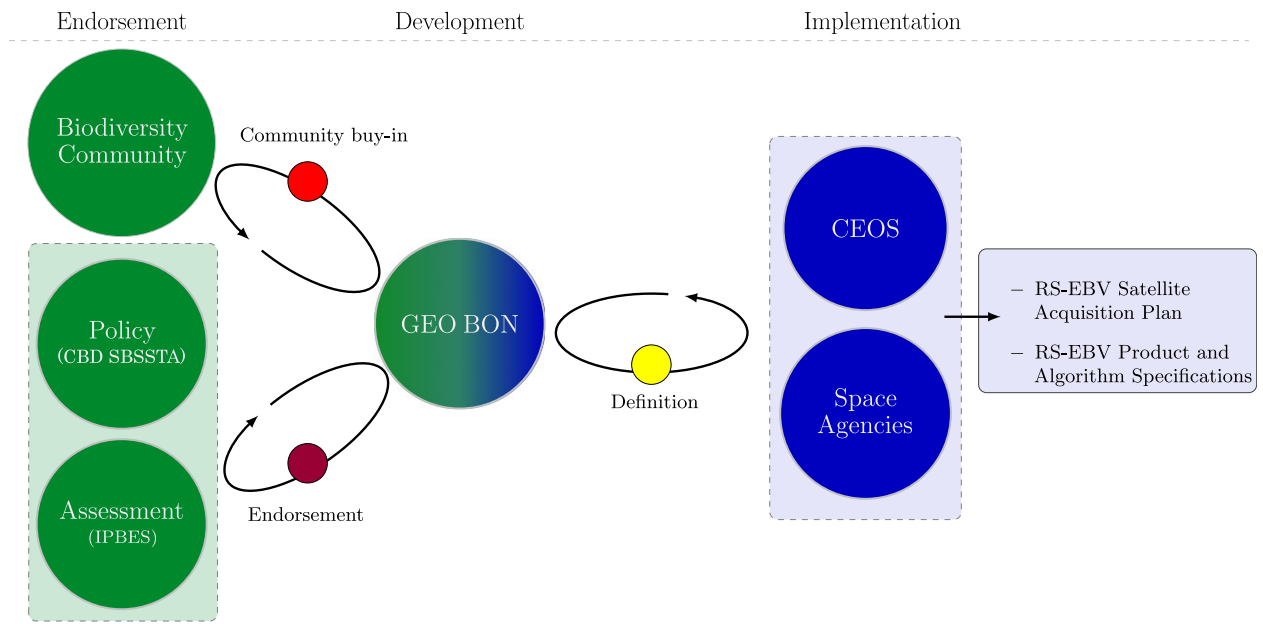 Endorsement
Development
Implementation
Biodiversity
Community
Community buy-in
Policy
(CBD SBSSTA)
Assessment
(IPBES)
Endorsement
GEO BON
Definition
CEOS
Space
Agencies
– RS-EBV Satellite
Acquisition Plan
– RS-EBV Product and
Algorithm Specifications